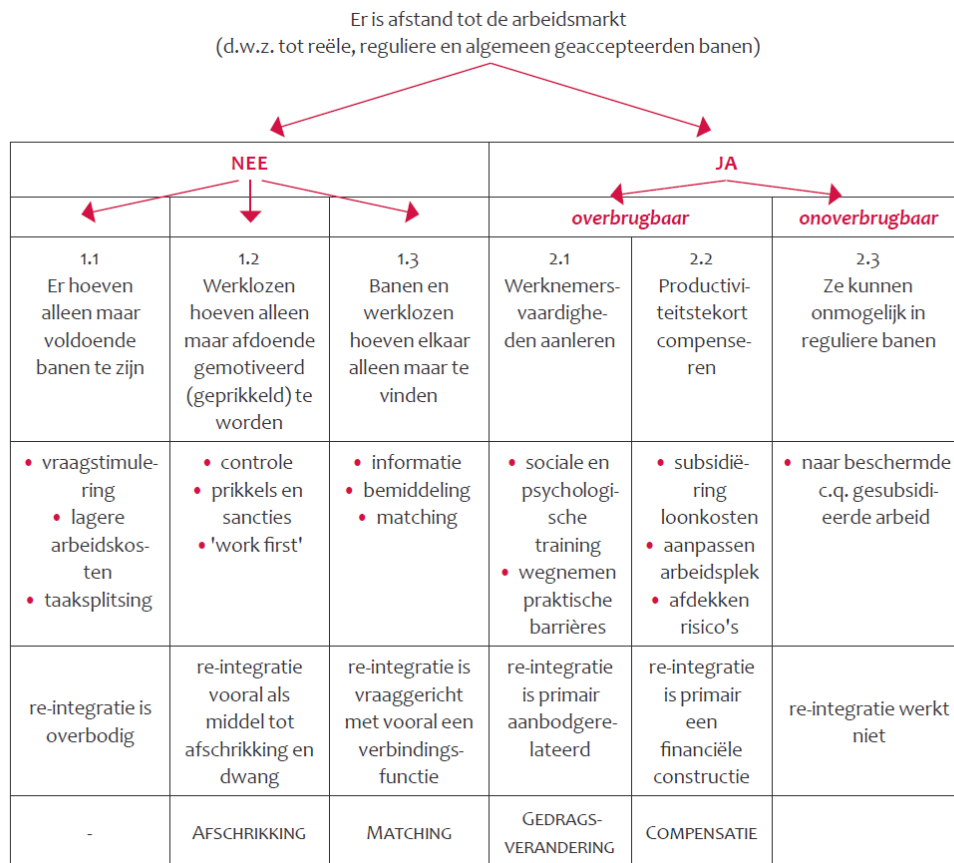 Er is afstand tot de arbeidsmarkt
(d.w.z. tot reële, reguliere en algemeen geaccepteerden banen)
NEE
JA
overbrugbaar
onoverbrugbaar
1.1
Er hoeven
alleen maar
voldoende
banen te zijn
1.2
Werklozen
hoeven alleen
maar afdoende
gemotiveerd
(geprikkeld) te
worden
1.3
Banen en
werklozen
hoeven elkaar
alleen maar te
vinden
2.1
Werknemers-
vaardighe-
den aanleren
2.2
Productivi-
teitstekort
compense-
ren
2.3
Ze kunnen
onmogelijk in
reguliere banen
• vraagstimule-
ring
• lagere
arbeidskos-
ten
• taaksplitsing
• controle
• prikkels en
sancties
• 'work first'
• informatie
• bemiddeling
• matching
• sociale en
psychologi-
sche
training
• wegnemen
praktische
barrières
• subsidië-
ring
loonkosten
• aanpassen
arbeidsplek
• afdekken
risico's
• naar beschermde
c.q. gesubsidi-
eerde arbeid
re-integratie is
overbodig
re-integratie
vooral als
middel tot
afschrikking en
dwang
re-integratie is
vraaggericht
met vooral een
verbindings-
functie
re-integratie
is primair
aanbodgere-
lateerd
re-integratie
is primair
een
financiële
constructie
re-integratie werkt
niet
-
AFSCHRIKKING
MATCHING
GEDRAGS-
VERANDERING
COMPENSATIE